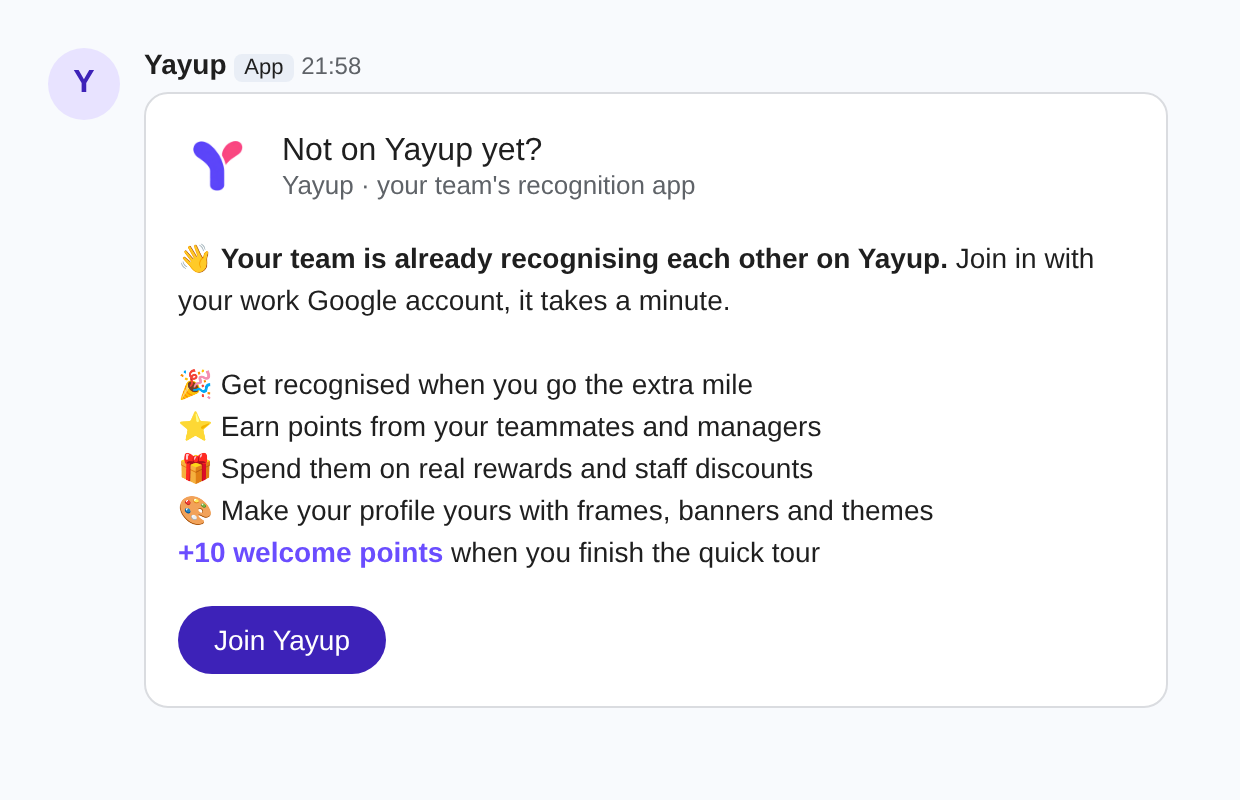 Y
Yayup App 21:58
Not on Yayup yet?
Yayup · your team's recognition app
👋 Your team is already recognising each other on Yayup. Join in with
your work Google account, it takes a minute.
🎉 Get recognised when you go the extra mile
⭐ Earn points from your teammates and managers
🎁 Spend them on real rewards and staff discounts
🎨 Make your profile yours with frames, banners and themes
+10 welcome points when you finish the quick tour
Join Yayup